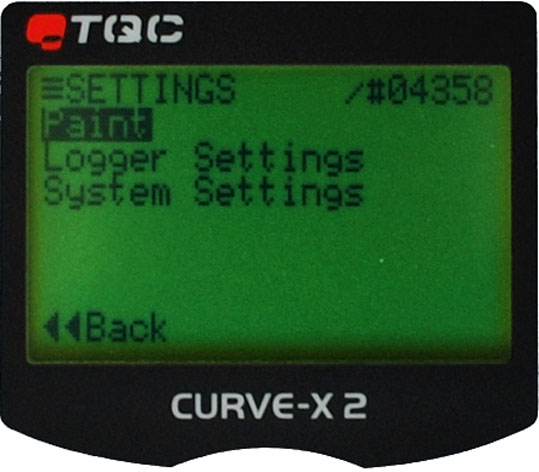 TQC
≡SETTINGS /#04358
Paint
Logger Settings
System Settings
◀◀Back
CURVE-X 2